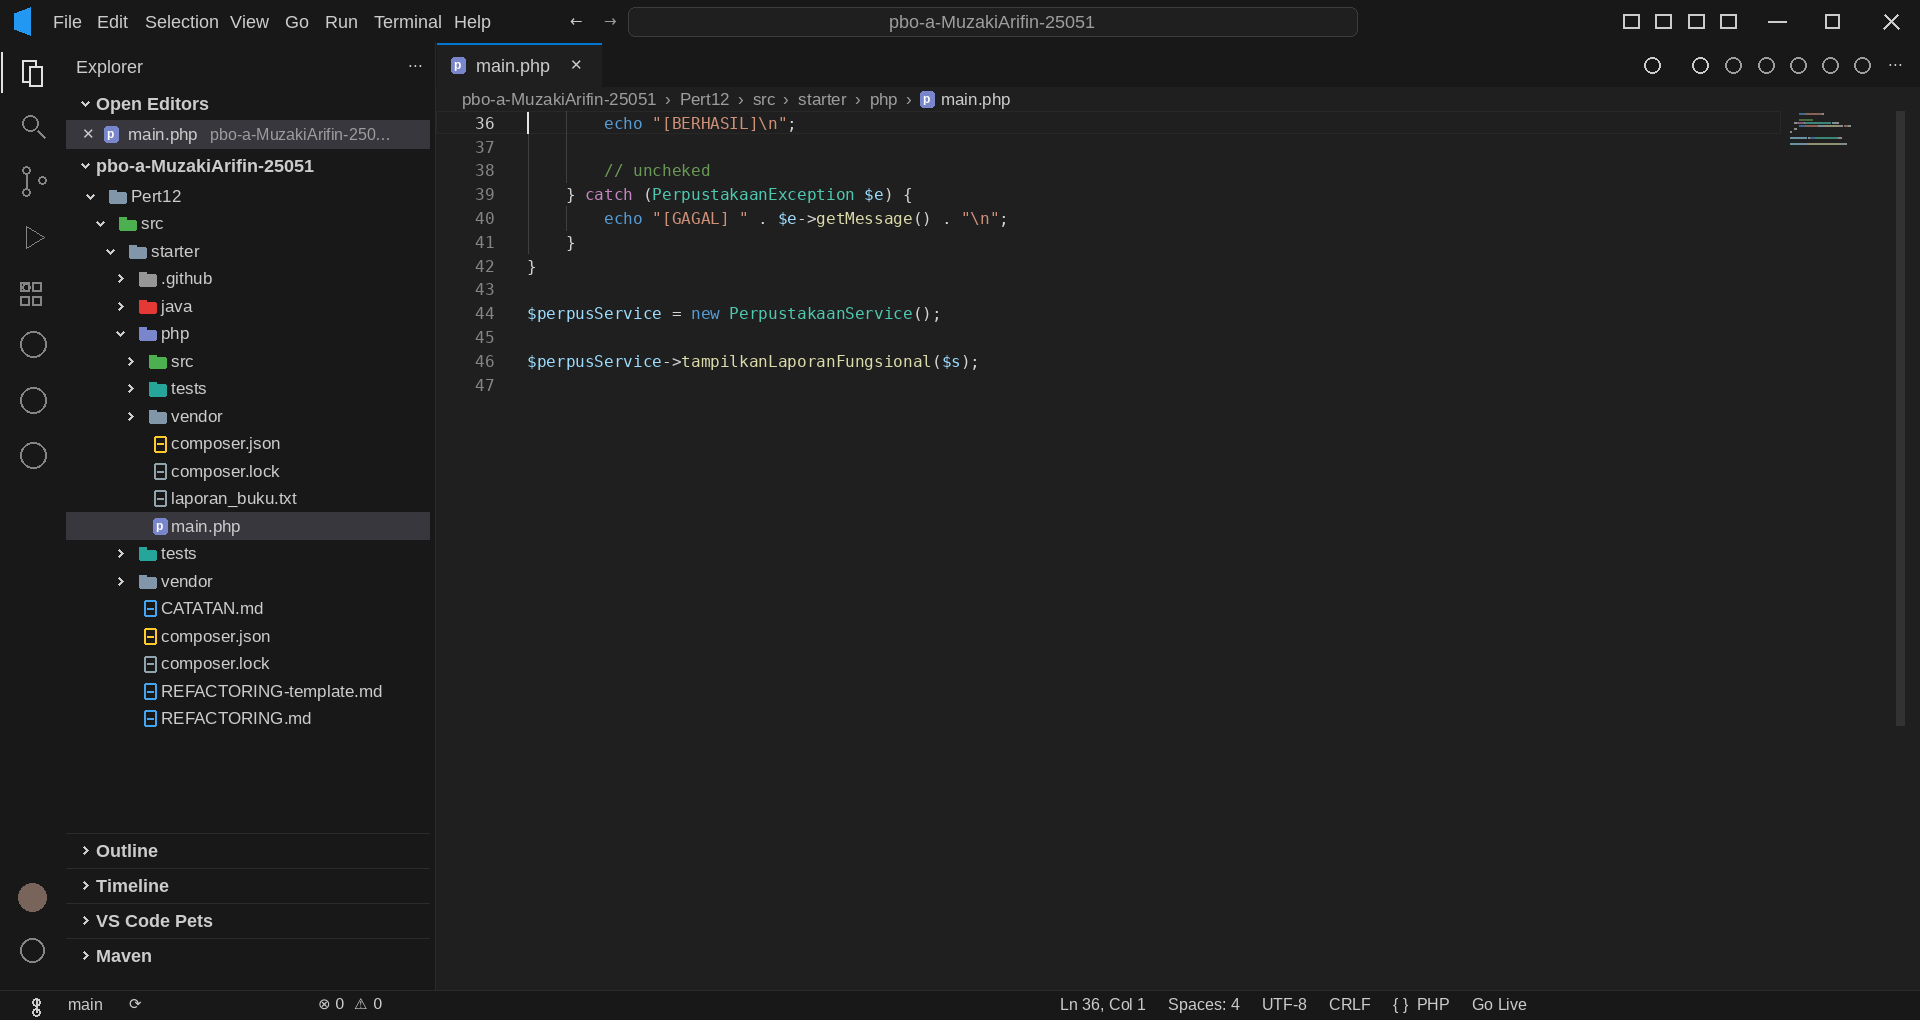 File Edit Selection View Go Run Terminal Help ← → pbo-a-MuzakiArifin-25051
Explorer ···
Open Editors
× main.php pbo-a-MuzakiArifin-250...
pbo-a-MuzakiArifin-25051
Pert12
src
starter
.github
java
php
src
tests
vendor
composer.json
composer.lock
laporan_buku.txt
main.php
tests
vendor
CATATAN.md
composer.json
composer.lock
REFACTORING-template.md
REFACTORING.md
Outline
Timeline
VS Code Pets
Maven
main.php ×
pbo-a-MuzakiArifin-25051 › Pert12 › src › starter › php › main.php
36 echo "[BERHASIL]\n";
37
38 // uncheked
39 } catch (PerpustakaanException $e) {
40 echo "[GAGAL] " . $e->getMessage() . "\n";
41 }
42 }
43
44 $perpusService = new PerpustakaanService();
45
46 $perpusService->tampilkanLaporanFungsional($s);
47
main ⟳ ⊗ 0 ⚠ 0 Ln 36, Col 1 Spaces: 4 UTF-8 CRLF { } PHP Go Live